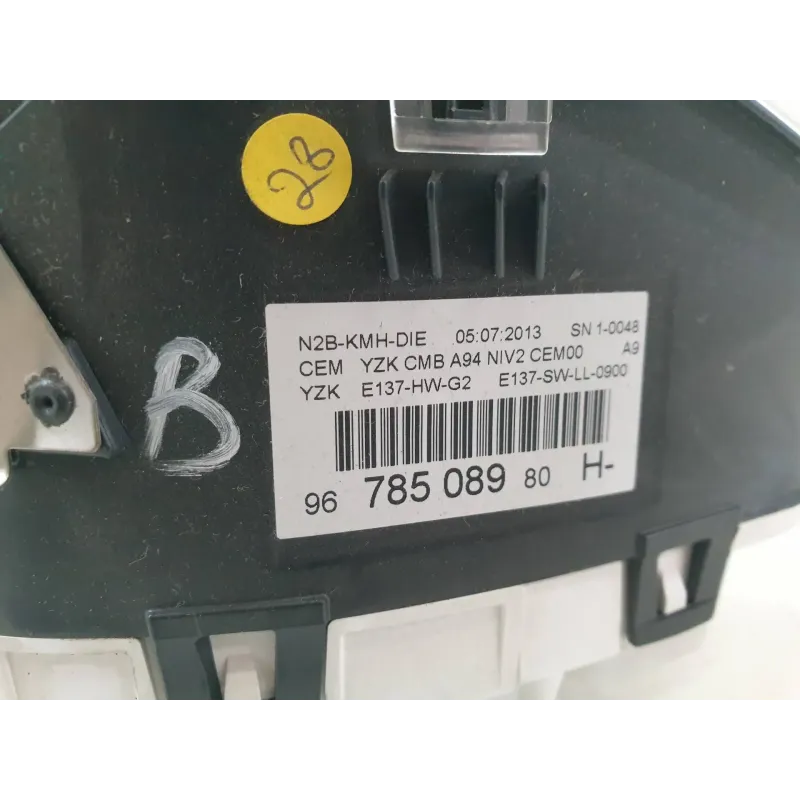 2B
B
N2B-KMH-DIE 05:07:2013 SN 1-0048
CEM YZK CMB A94 NIV2 CEM00 A9
YZK E137-HW-G2 E137-SW-LL-0900
96 785 089 80 H-